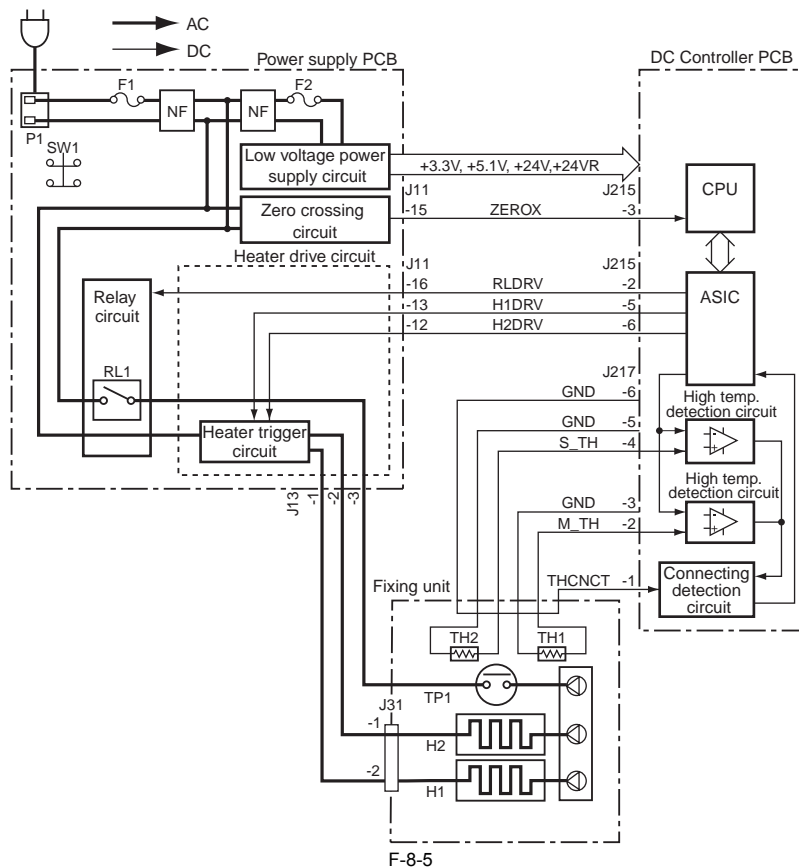 AC
DC
Power supply PCB
DC Controller PCB
F1
F2
NF
NF
P1
SW1
Low voltage power
supply circuit
+3.3V, +5.1V, +24V,+24VR
J11
J215
CPU
Zero crossing
circuit
-15
ZEROX
-3
Heater drive circuit
J11
J215
Relay
circuit
-16
RLDRV
-2
ASIC
-13
H1DRV
-5
-12
H2DRV
-6
RL1
J217
GND
-6
High temp.
detection circuit
GND
-5
Heater trigger
circuit
S_TH
-4
-
+
High temp.
detection circuit
J13
-1
-2
-3
GND
-3
M_TH
-2
-
+
Fixing unit
THCNCT
-1
Connecting
detection
circuit
TH2
TH1
TP1
J31
-1
H2
-2
H1
F-8-5